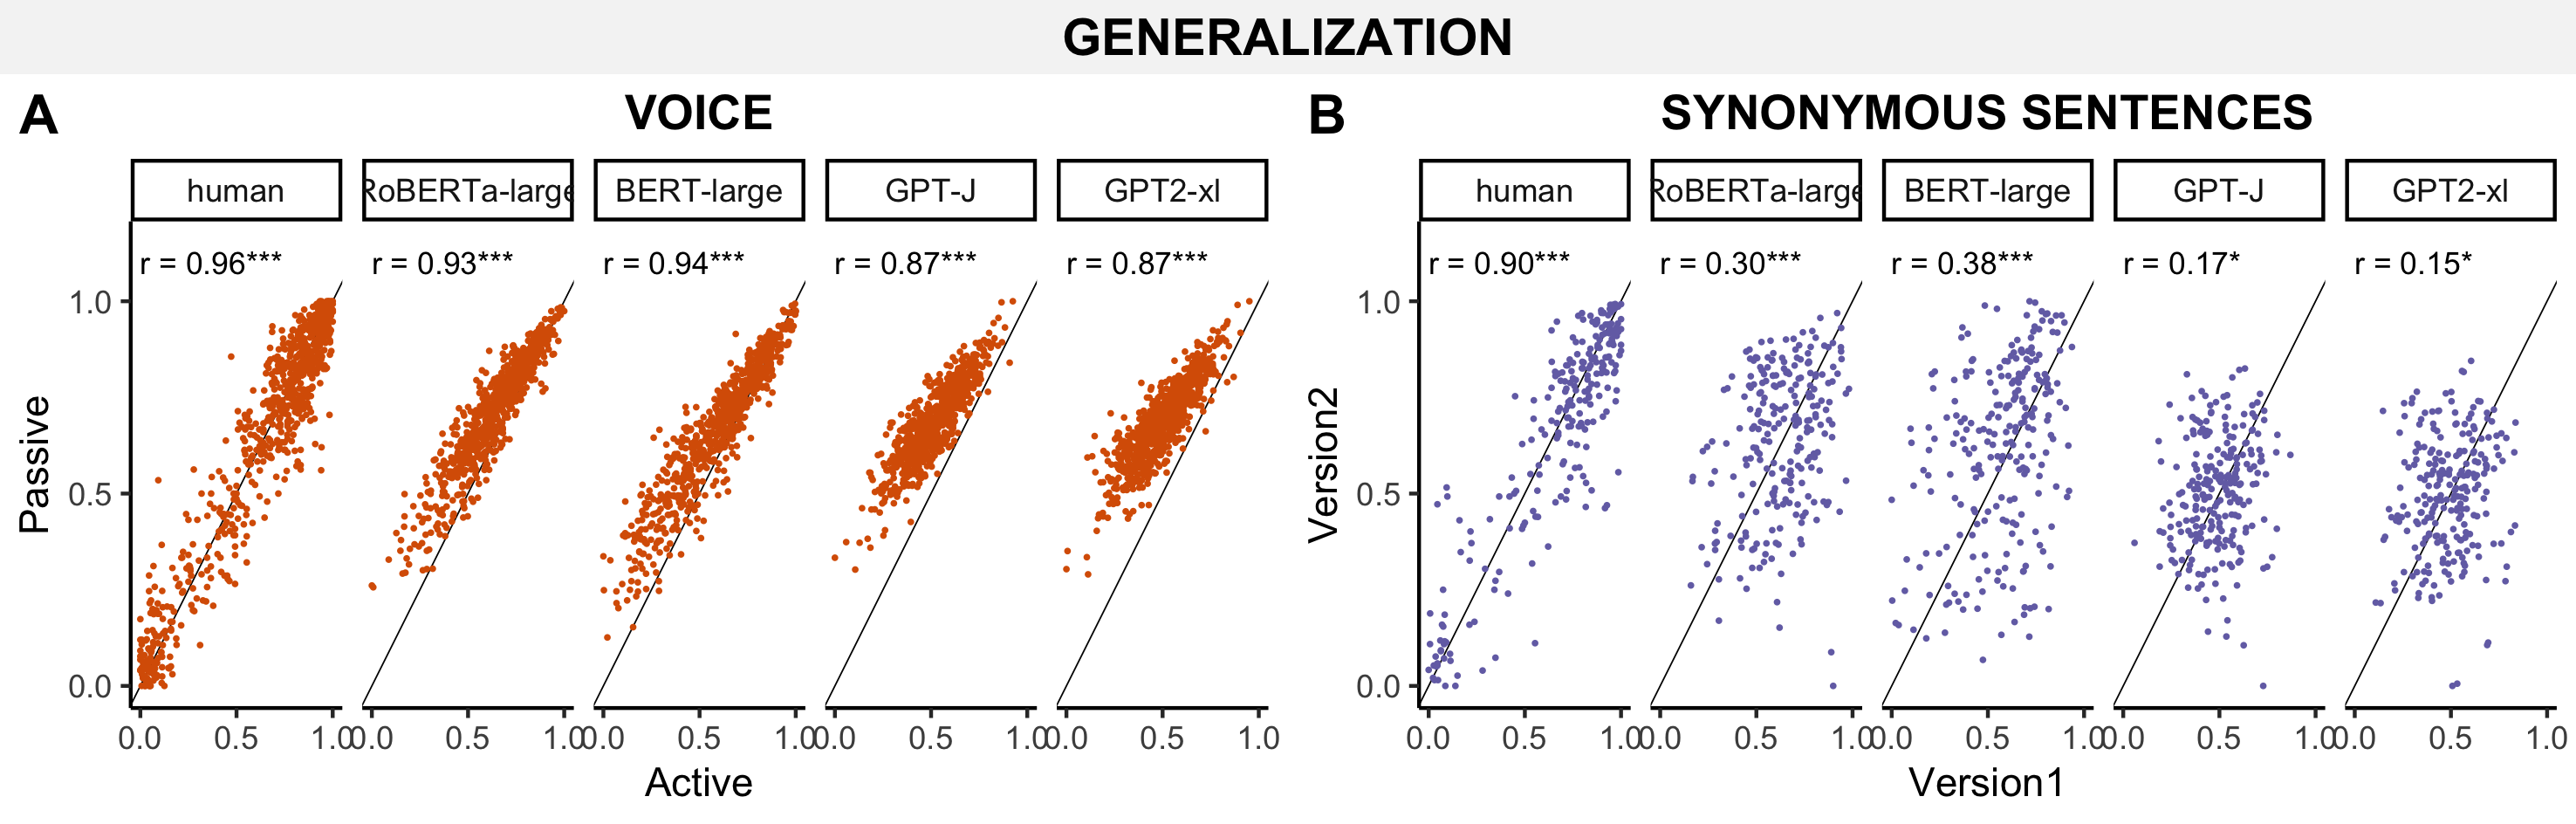 GENERALIZATION
A
VOICE
human
RoBERTa-large
BERT-large
GPT-J
GPT2-xl
r = 0.96***
r = 0.93***
r = 0.94***
r = 0.87***
r = 0.87***
Passive
1.0
0.5
0.0
0.0 0.5 1.0
0.0 0.5 1.0
0.0 0.5 1.0
0.0 0.5 1.0
0.0 0.5 1.0
Active
B
SYNONYMOUS SENTENCES
human
RoBERTa-large
BERT-large
GPT-J
GPT2-xl
r = 0.90***
r = 0.30***
r = 0.38***
r = 0.17*
r = 0.15*
Version2
1.0
0.5
0.0
0.0 0.5 1.0
0.0 0.5 1.0
0.0 0.5 1.0
0.0 0.5 1.0
0.0 0.5 1.0
Version1